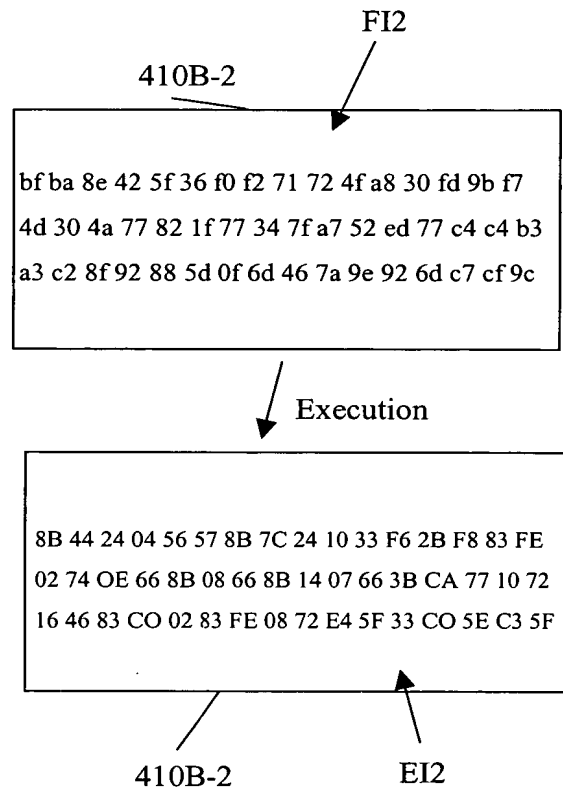 FI2
410B-2
bf ba 8e 42 5f 36 f0 f2 71 72 4f a8 30 fd 9b f7
4d 30 4a 77 82 1f 77 34 7f a7 52 ed 77 c4 c4 b3
a3 c2 8f 92 88 5d 0f 6d 46 7a 9e 92 6d c7 cf 9c
Execution
8B 44 24 04 56 57 8B 7C 24 10 33 F6 2B F8 83 FE
02 74 OE 66 8B 08 66 8B 14 07 66 3B CA 77 10 72
16 46 83 CO 02 83 FE 08 72 E4 5F 33 CO 5E C3 5F
410B-2
EI2